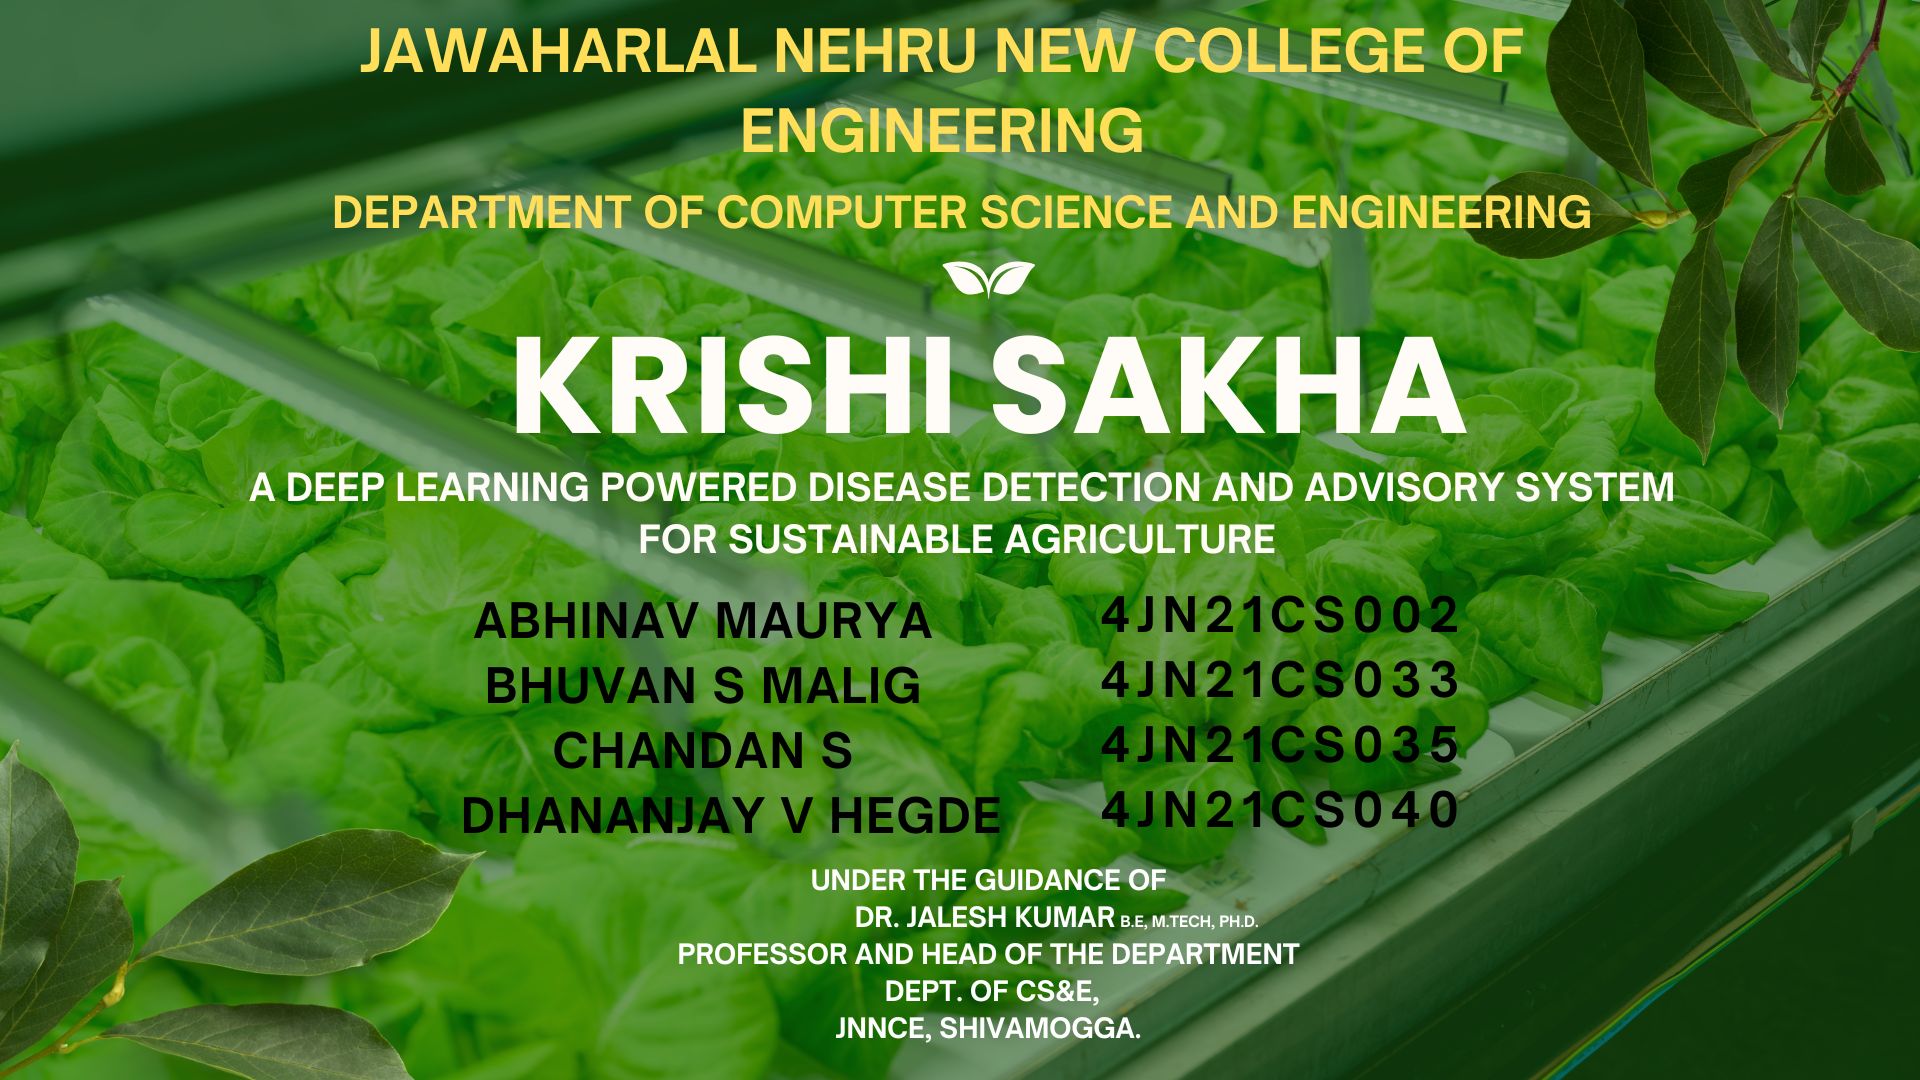 JAWAHARLAL NEHRU NEW COLLEGE OF
ENGINEERING
DEPARTMENT OF COMPUTER SCIENCE AND ENGINEERING
KRISHI SAKHA
A DEEP LEARNING POWERED DISEASE DETECTION AND ADVISORY SYSTEM
FOR SUSTAINABLE AGRICULTURE
ABHINAV MAURYA 4JN21CS002
BHUVAN S MALIG 4JN21CS033
CHANDAN S 4JN21CS035
DHANANJAY V HEGDE 4JN21CS040
UNDER THE GUIDANCE OF
DR. JALESH KUMAR B.E, M.TECH, PH.D.
PROFESSOR AND HEAD OF THE DEPARTMENT
DEPT. OF CS&E,
JNNCE, SHIVAMOGGA.